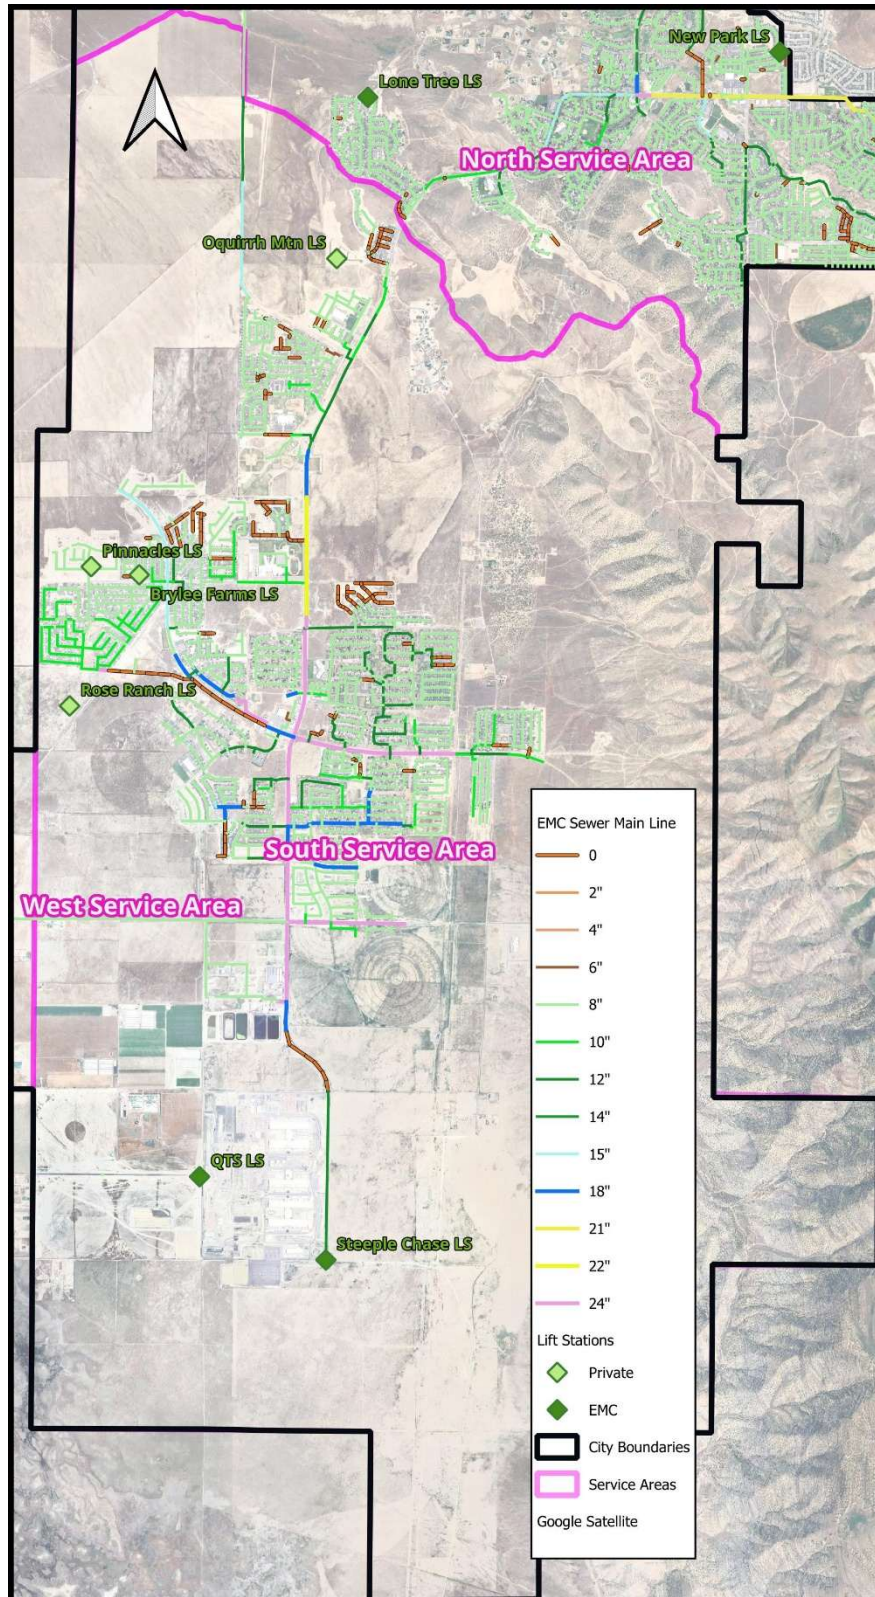 New Park LS
Lone Tree LS
North Service Area
Oquirrh Mtn LS
Pinnacles LS
Brylee Farms LS
Rose Ranch LS
South Service Area
West Service Area
QTS LS
Steeple Chase LS
EMC Sewer Main Line
0
2"
4"
6"
8"
10"
12"
14"
15"
18"
21"
22"
24"
Lift Stations
Private
EMC
City Boundaries
Service Areas
Google Satellite